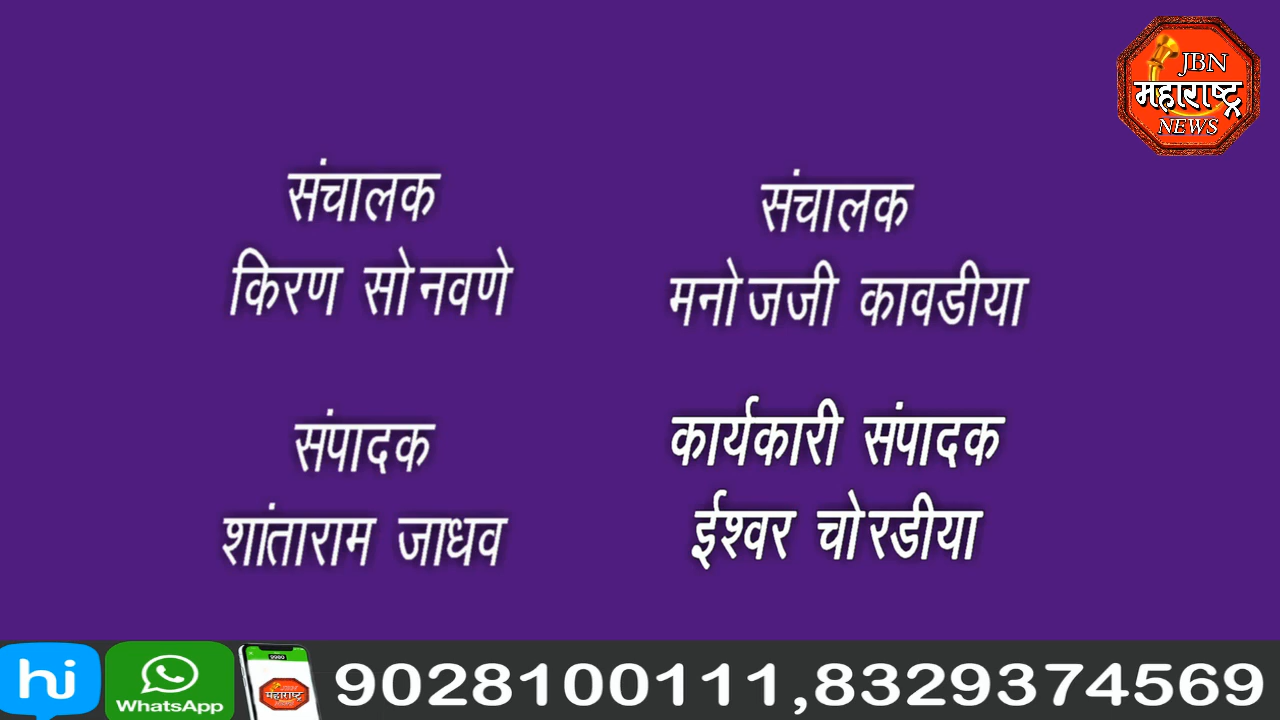 JBN
महाराष्ट्र
NEWS
संचालक
किरण सोनवणे
संचालक
मनोजजी कावडीया
संपादक
शांताराम जाधव
कार्यकारी संपादक
ईश्वर चोरडीया
hi
WhatsApp
महाराष्ट्र
9028100111,8329374569